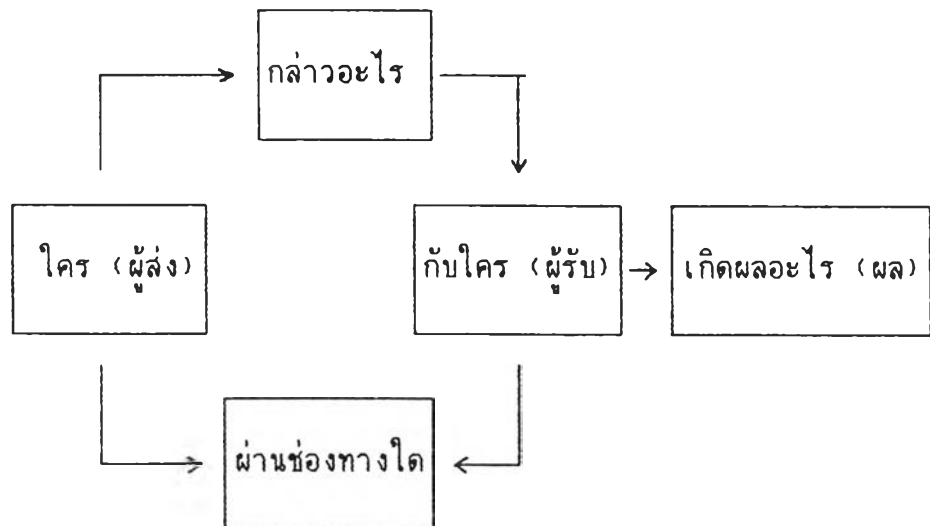 กล่าวอะไร
ใคร (ผู้ส่ง)
กับใคร (ผู้รับ)
เกิดผลอะไร (ผล)
ผ่านช่องทางใด